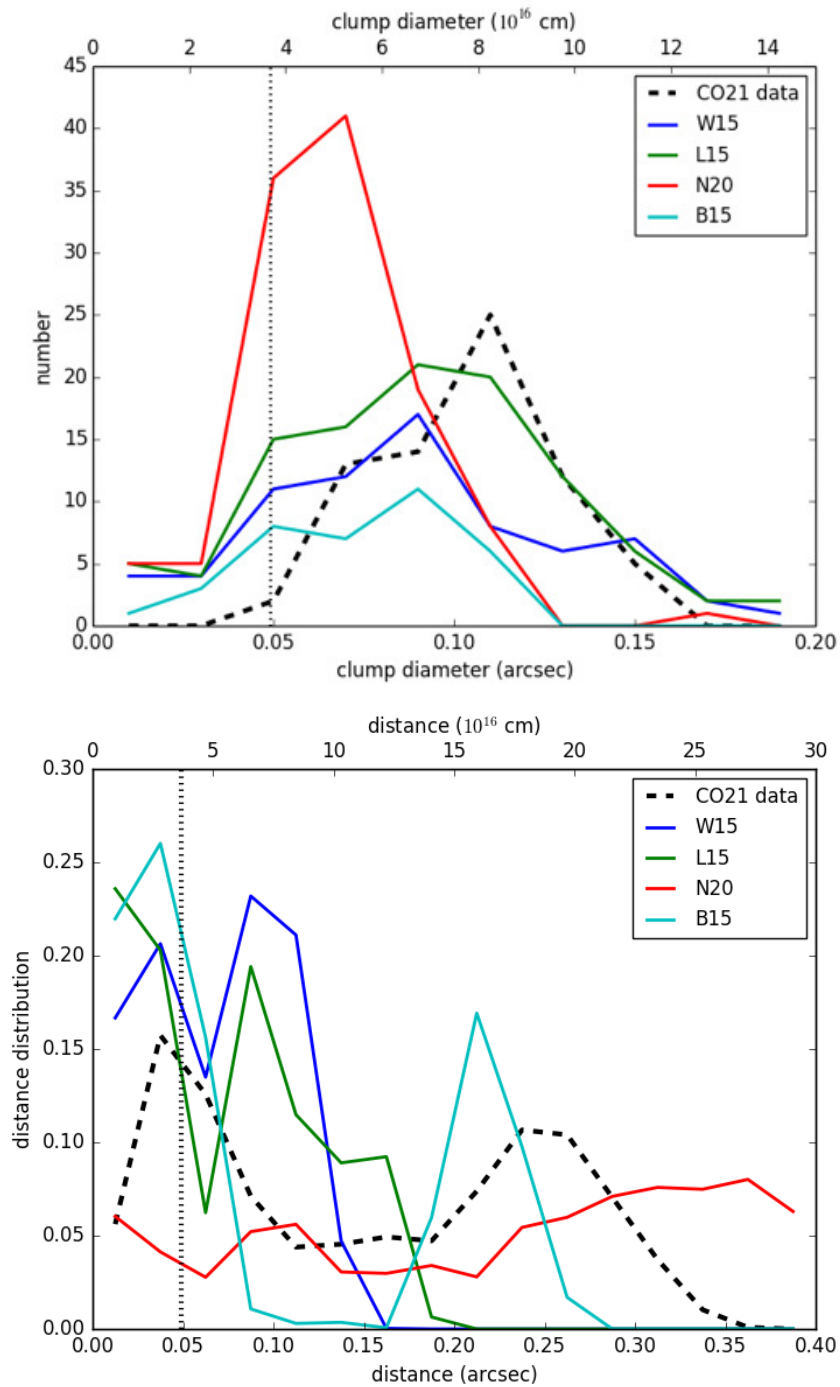 clump diameter (10^16 cm)
0 2 4 6 8 10 12 14
45
40
35
30
25
20
15
10
5
0
number
CO21 data
W15
L15
N20
B15
0.00 0.05 0.10 0.15 0.20
clump diameter (arcsec)
distance (10^16 cm)
0 5 10 15 20 25 30
0.30
0.25
0.20
0.15
0.10
0.05
0.00
distance distribution
CO21 data
W15
L15
N20
B15
0.00 0.05 0.10 0.15 0.20 0.25 0.30 0.35 0.40
distance (arcsec)